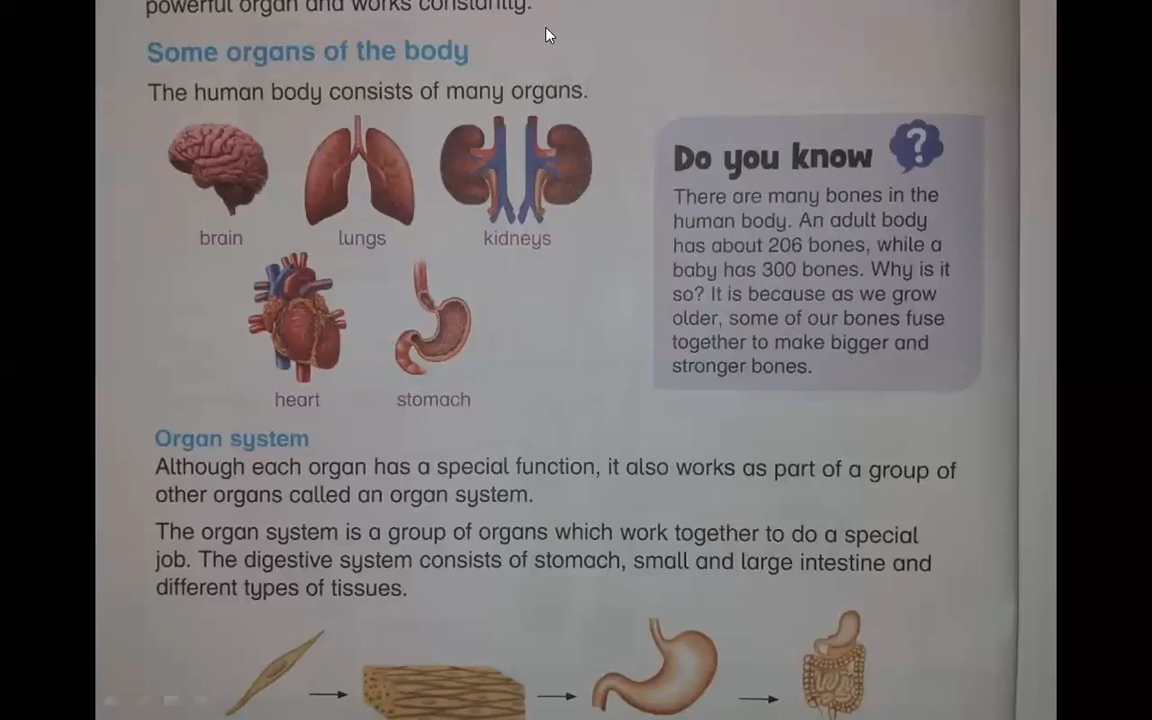 powerful organ and works constantly.
Some organs of the body
The human body consists of many organs.
brain lungs kidneys
heart stomach
Do you know ?
There are many bones in the
human body. An adult body
has about 206 bones, while a
baby has 300 bones. Why is it
so? It is because as we grow
older, some of our bones fuse
together to make bigger and
stronger bones.
Organ system
Although each organ has a special function, it also works as part of a group of
other organs called an organ system.
The organ system is a group of organs which work together to do a special
job. The digestive system consists of stomach, small and large intestine and
different types of tissues.